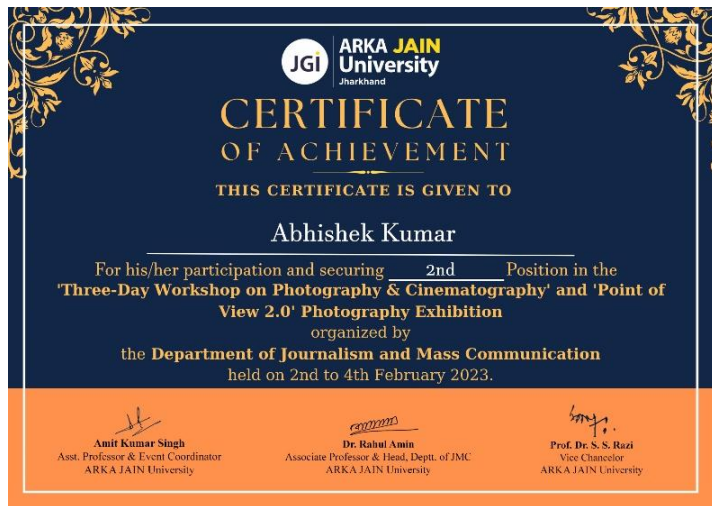 JGi
ARKA JAIN
University
Jharkhand
CERTIFICATE
OF ACHIEVEMENT
THIS CERTIFICATE IS GIVEN TO
Abhishek Kumar
For his/her participation and securing 2nd Position in the
'Three-Day Workshop on Photography & Cinematography' and 'Point of
View 2.0' Photography Exhibition
organized by
the Department of Journalism and Mass Communication
held on 2nd to 4th February 2023.
Amit Kumar Singh
Asst. Professor & Event Coordinator
ARKA JAIN University
Dr. Rahul Amin
Associate Professor & Head, Deptt. of JMC
ARKA JAIN University
Prof. Dr. S. S. Razi
Vice Chancelor
ARKA JAIN University